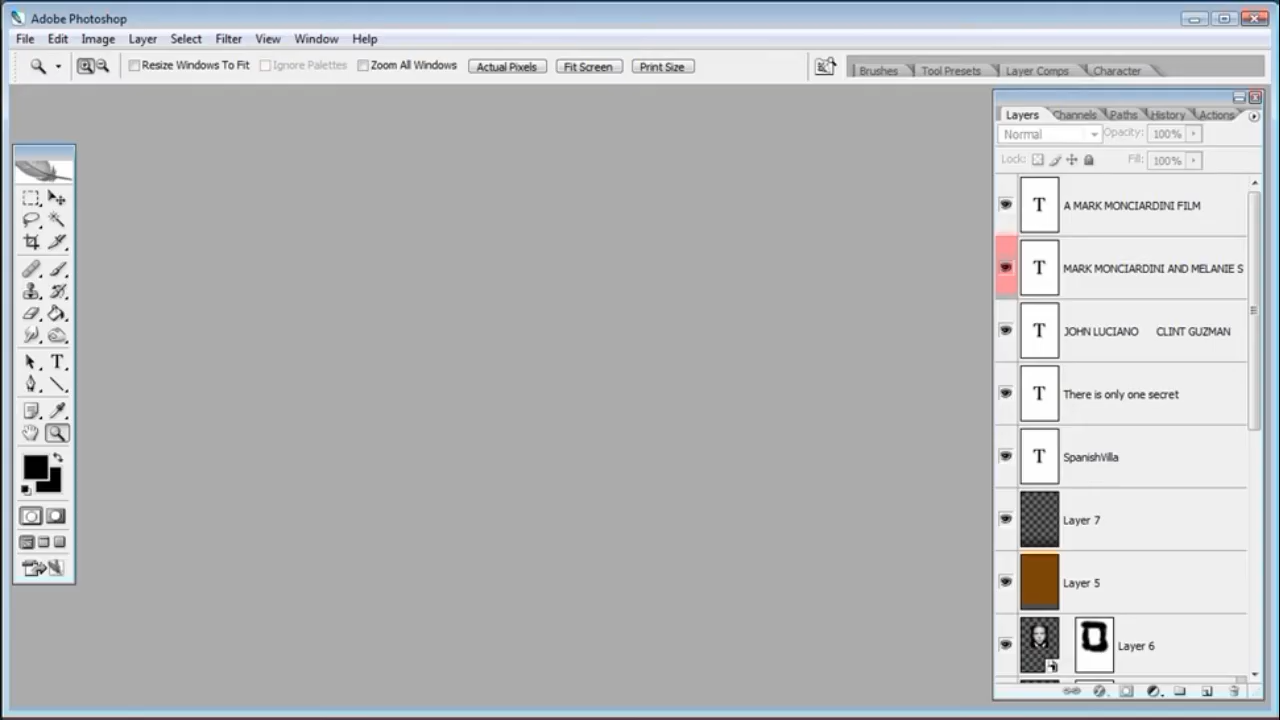 Adobe Photoshop
File Edit Image Layer Select Filter View Window Help
Resize Windows To Fit Ignore Palettes Zoom All Windows Actual Pixels Fit Screen Print Size Brushes Tool Presets Layer Comps Character
Layers Channels Paths History Actions
Normal Opacity: 100%
Lock: Fill: 100%
T A MARK MONCIARDINI FILM
T MARK MONCIARDINI AND MELANIE S
T JOHN LUCIANO CLINT GUZMAN
T There is only one secret
T SpanishVilla
Layer 7
Layer 5
Layer 6